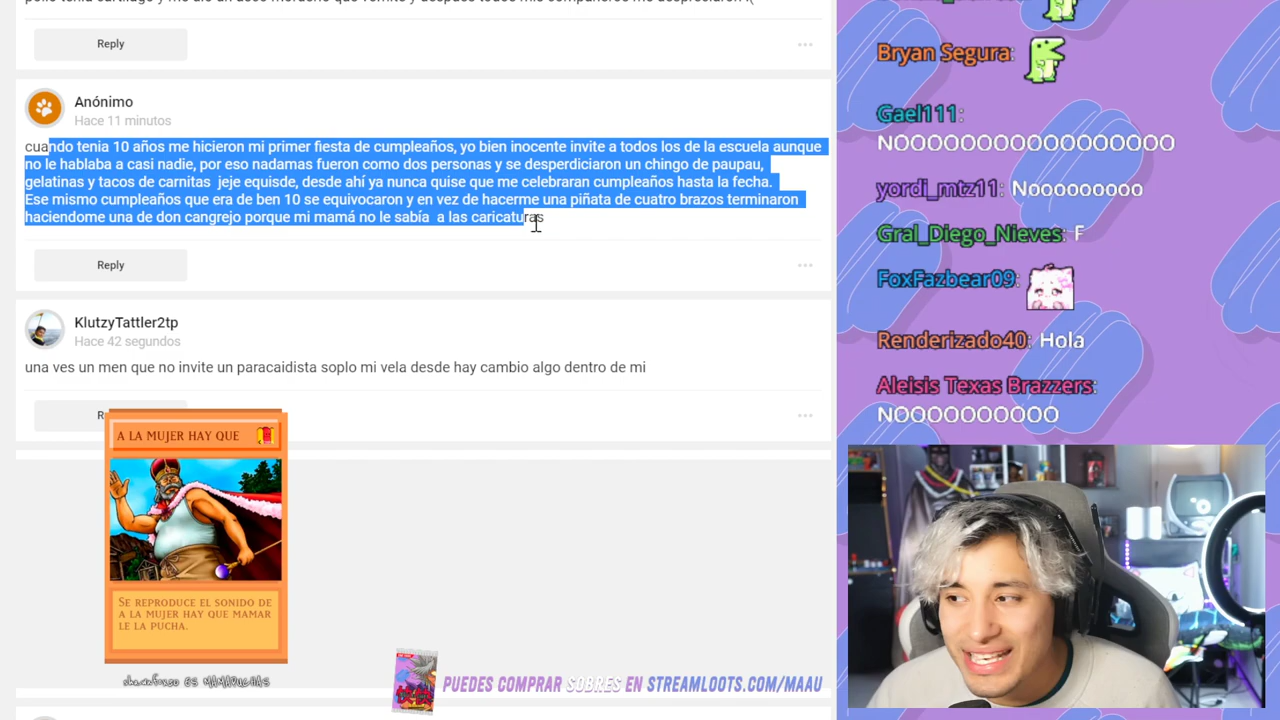 Reply
Anónimo
Hace 11 minutos
cuando tenia 10 años me hicieron mi primer fiesta de cumpleaños, yo bien inocente invite a todos los de la escuela aunque
no le hablaba a casi nadie, por eso nadamas fueron como dos personas y se desperdiciaron un chingo de paupau,
gelatinas y tacos de carnitas jeje equisde, desde ahí ya nunca quise que me celebraran cumpleaños hasta la fecha.
Ese mismo cumpleaños que era de ben 10 se equivocaron y en vez de hacerme una piñata de cuatro brazos terminaron
haciendome una de don cangrejo porque mi mamá no le sabía a las caricaturas
Reply
KlutzyTattler2tp
Hace 42 segundos
una ves un men que no invite un paracaidista soplo mi vela desde hay cambio algo dentro de mi
A LA MUJER HAY QUE
SE REPRODUCE EL SONIDO DE
A LA MUJER HAY QUE MAMAR
LE LA PUCHA.
ES MAMAPUCHAS
PUEDES COMPRAR SOBRES EN STREAMLOOTS.COM/MAAU
Bryan Segura:
Gael111:
NOOOOOOOOOOOOOOOOO
yordi_mtz11: Nooooooooo
Gral_Diego_Nieves: F
FoxFazbear09:
Renderizado40: Hola
Aleisis Texas Brazzers:
NOOOOOOOOOO